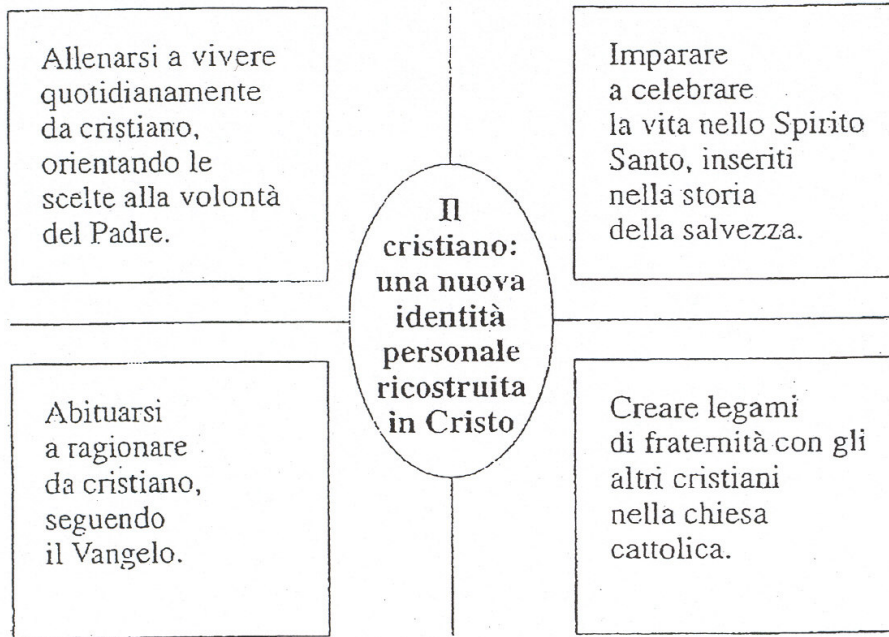 Allenarsi a vivere
quotidianamente
da cristiano,
orientando le
scelte alla volontà
del Padre.
Imparare
a celebrare
la vita nello Spirito
Santo, inseriti
nella storia
della salvezza.
Il
cristiano:
una nuova
identità
personale
ricostruita
in Cristo
Abituarsi
a ragionare
da cristiano,
seguendo
il Vangelo.
Creare legami
di fraternità con gli
altri cristiani
nella chiesa
cattolica.